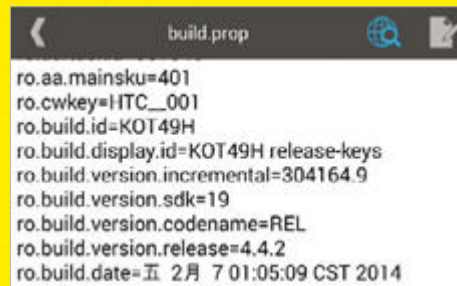 build.prop
ro.aa.mainsku=401
ro.cwkey=HTC__001
ro.build.id=KOT49H
ro.build.display.id=KOT49H release-keys
ro.build.version.incremental=304164.9
ro.build.version.sdk=19
ro.build.version.codename=REL
ro.build.version.release=4.4.2
ro.build.date=五 2月 7 01:05:09 CST 2014